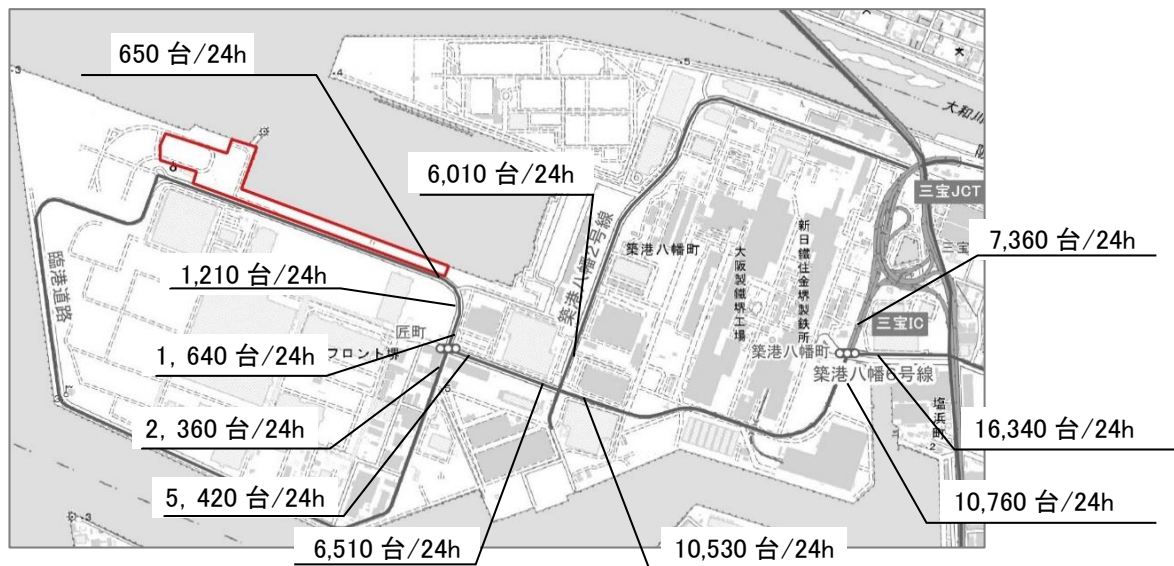 650 台/24h
6,010 台/24h
大和川
三宝JCT
7,360 台/24h
築港八幡2号線
築港八幡町
大阪製鐵堺工場
新日鐵住金堺製鉄所
臨港道路
1,210 台/24h
三宝
三宝IC
匠町
1, 640 台/24h
フロント堺
築港八幡町
築港八幡6号線
塩浜町
2, 360 台/24h
16,340 台/24h
5, 420 台/24h
10,760 台/24h
6,510 台/24h
10,530 台/24h